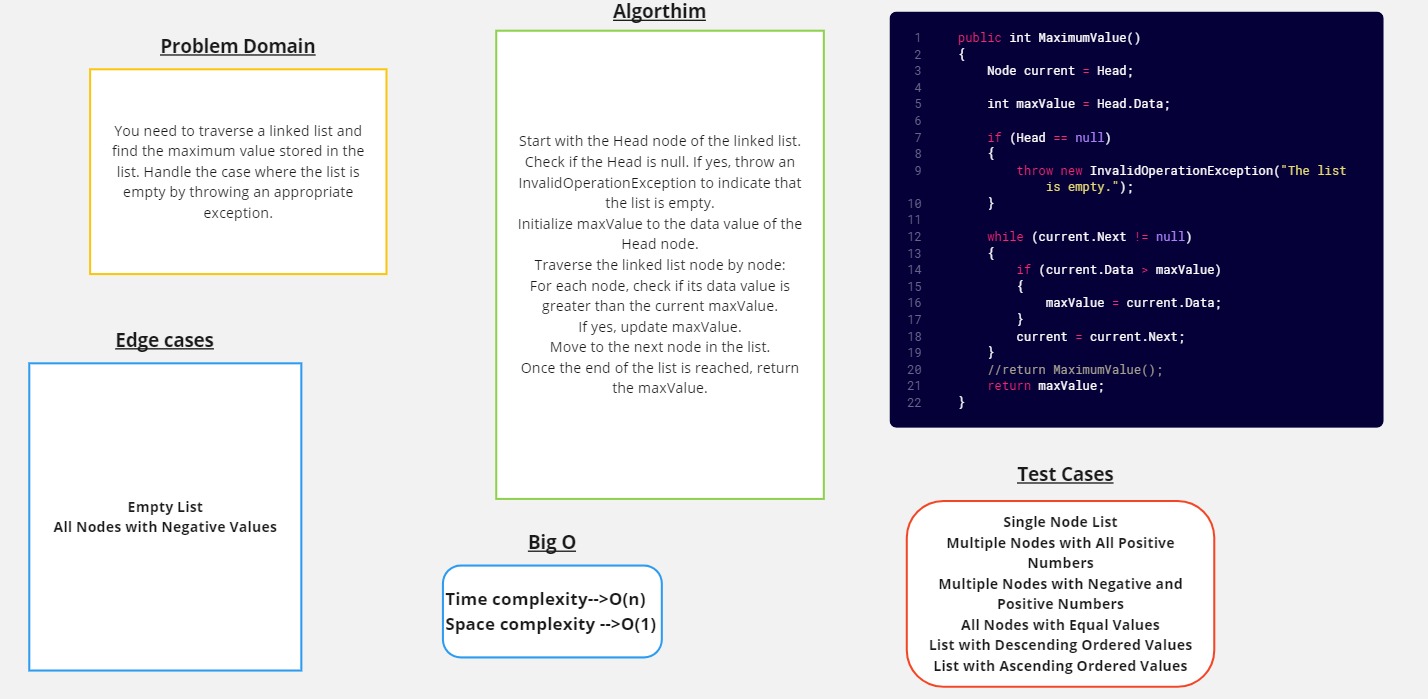 Problem Domain
You need to traverse a linked list and
find the maximum value stored in the
list. Handle the case where the list is
empty by throwing an appropriate
exception.
Edge cases
Empty List
All Nodes with Negative Values
Algorthim
Start with the Head node of the linked list.
Check if the Head is null. If yes, throw an
InvalidOperationException to indicate that
the list is empty.
Initialize maxValue to the data value of the
Head node.
Traverse the linked list node by node:
For each node, check if its data value is
greater than the current maxValue.
If yes, update maxValue.
Move to the next node in the list.
Once the end of the list is reached, return
the maxValue.
Big O
Time complexity-->O(n)
Space complexity -->O(1)
1 public int MaximumValue()
2 {
3 Node current = Head;
4
5 int maxValue = Head.Data;
6
7 if (Head == null)
8 {
9 throw new InvalidOperationException("The list
is empty.");
10 }
11
12 while (current.Next != null)
13 {
14 if (current.Data > maxValue)
15 {
16 maxValue = current.Data;
17 }
18 current = current.Next;
19 }
20 //return MaximumValue();
21 return maxValue;
22 }
Test Cases
Single Node List
Multiple Nodes with All Positive
Numbers
Multiple Nodes with Negative and
Positive Numbers
All Nodes with Equal Values
List with Descending Ordered Values
List with Ascending Ordered Values